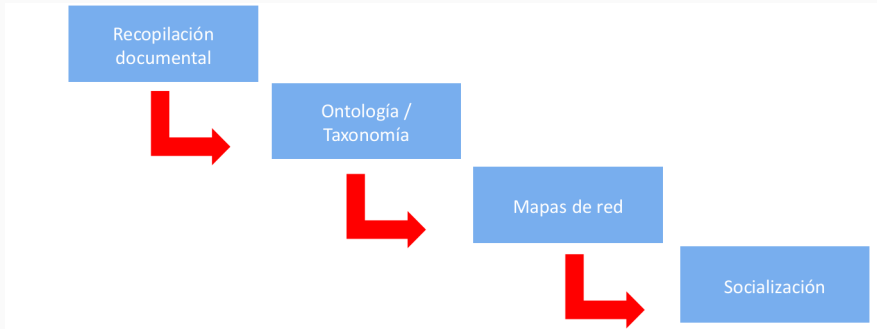 Recopilación
documental
Ontología /
Taxonomía
Mapas de red
Socialización